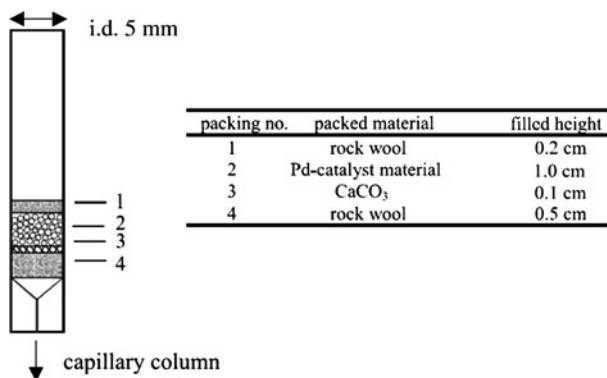 i.d. 5 mm
packing no. packed material filled height
1 rock wool 0.2 cm
2 Pd-catalyst material 1.0 cm
3 CaCO₃ 0.1 cm
4 rock wool 0.5 cm
1
2
3
4
capillary column